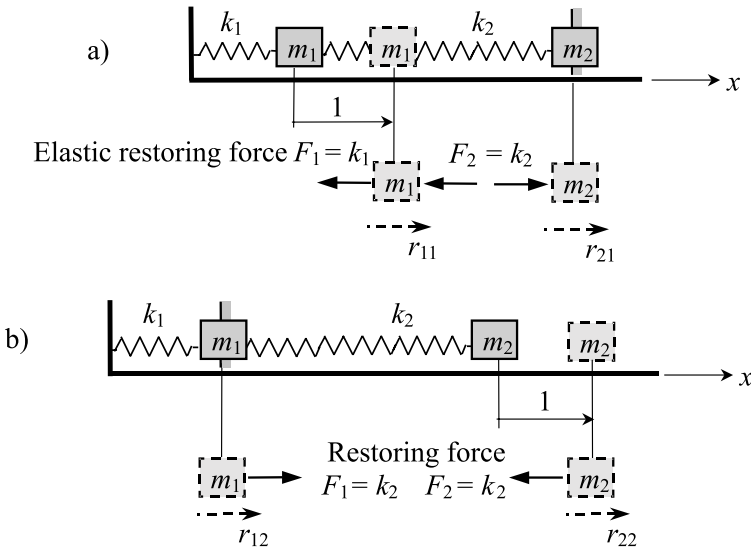 k₁ k₂
a) m₁ m₁ m₂
x
1
Elastic restoring force F₁ = k₁ F₂ = k₂
m₁ m₂
r₁₁ r₂₁
k₁ k₂
b) m₁ m₂ m₂
x
1
Restoring force
m₁ F₁ = k₂ F₂ = k₂ m₂
r₁₂ r₂₂